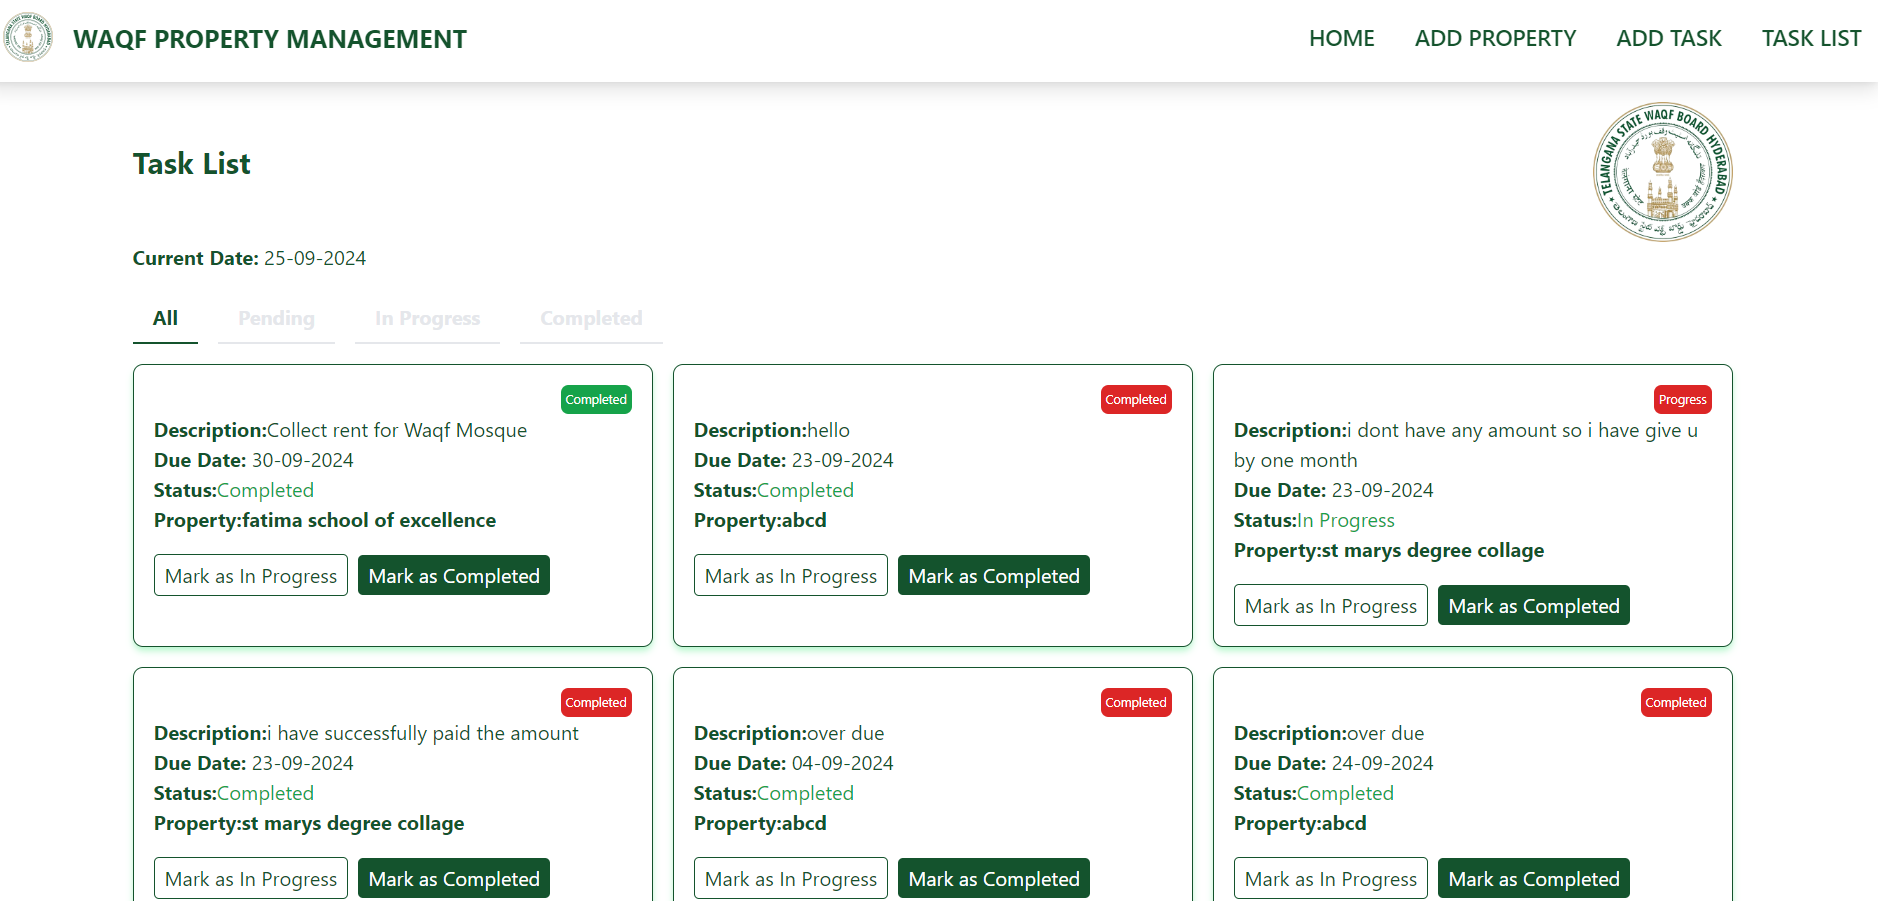 WAQF PROPERTY MANAGEMENT
HOME ADD PROPERTY ADD TASK TASK LIST
TELANGANA STATE WAQF BOARD HYDERABAD
Task List
Current Date: 25-09-2024
All Pending In Progress Completed
Completed
Description:Collect rent for Waqf Mosque
Due Date: 30-09-2024
Status:Completed
Property:fatima school of excellence
Mark as In Progress Mark as Completed
Completed
Description:hello
Due Date: 23-09-2024
Status:Completed
Property:abcd
Mark as In Progress Mark as Completed
Progress
Description:i dont have any amount so i have give u
by one month
Due Date: 23-09-2024
Status:In Progress
Property:st marys degree collage
Mark as In Progress Mark as Completed
Completed
Description:i have successfully paid the amount
Due Date: 23-09-2024
Status:Completed
Property:st marys degree collage
Mark as In Progress Mark as Completed
Completed
Description:over due
Due Date: 04-09-2024
Status:Completed
Property:abcd
Mark as In Progress Mark as Completed
Completed
Description:over due
Due Date: 24-09-2024
Status:Completed
Property:abcd
Mark as In Progress Mark as Completed